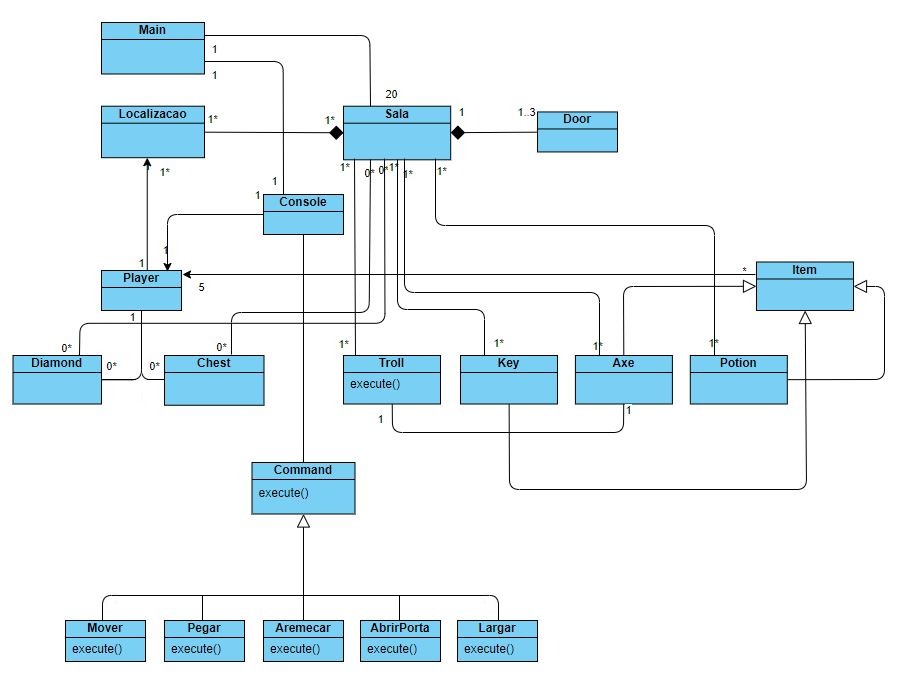 Main
1
1
20
Localizacao
1*
1*
Sala
1
1..3
Door
1*
1*
0*
0*
1*
1*
1*
1
1
Console
1
1
Player
5
*
Item
1
0*
0*
0*
0*
1*
1*
1*
1*
Diamond
Chest
Troll
execute()
Key
Axe
Potion
1
1
Command
execute()
Mover
execute()
Pegar
execute()
Aremecar
execute()
AbrirPorta
execute()
Largar
execute()